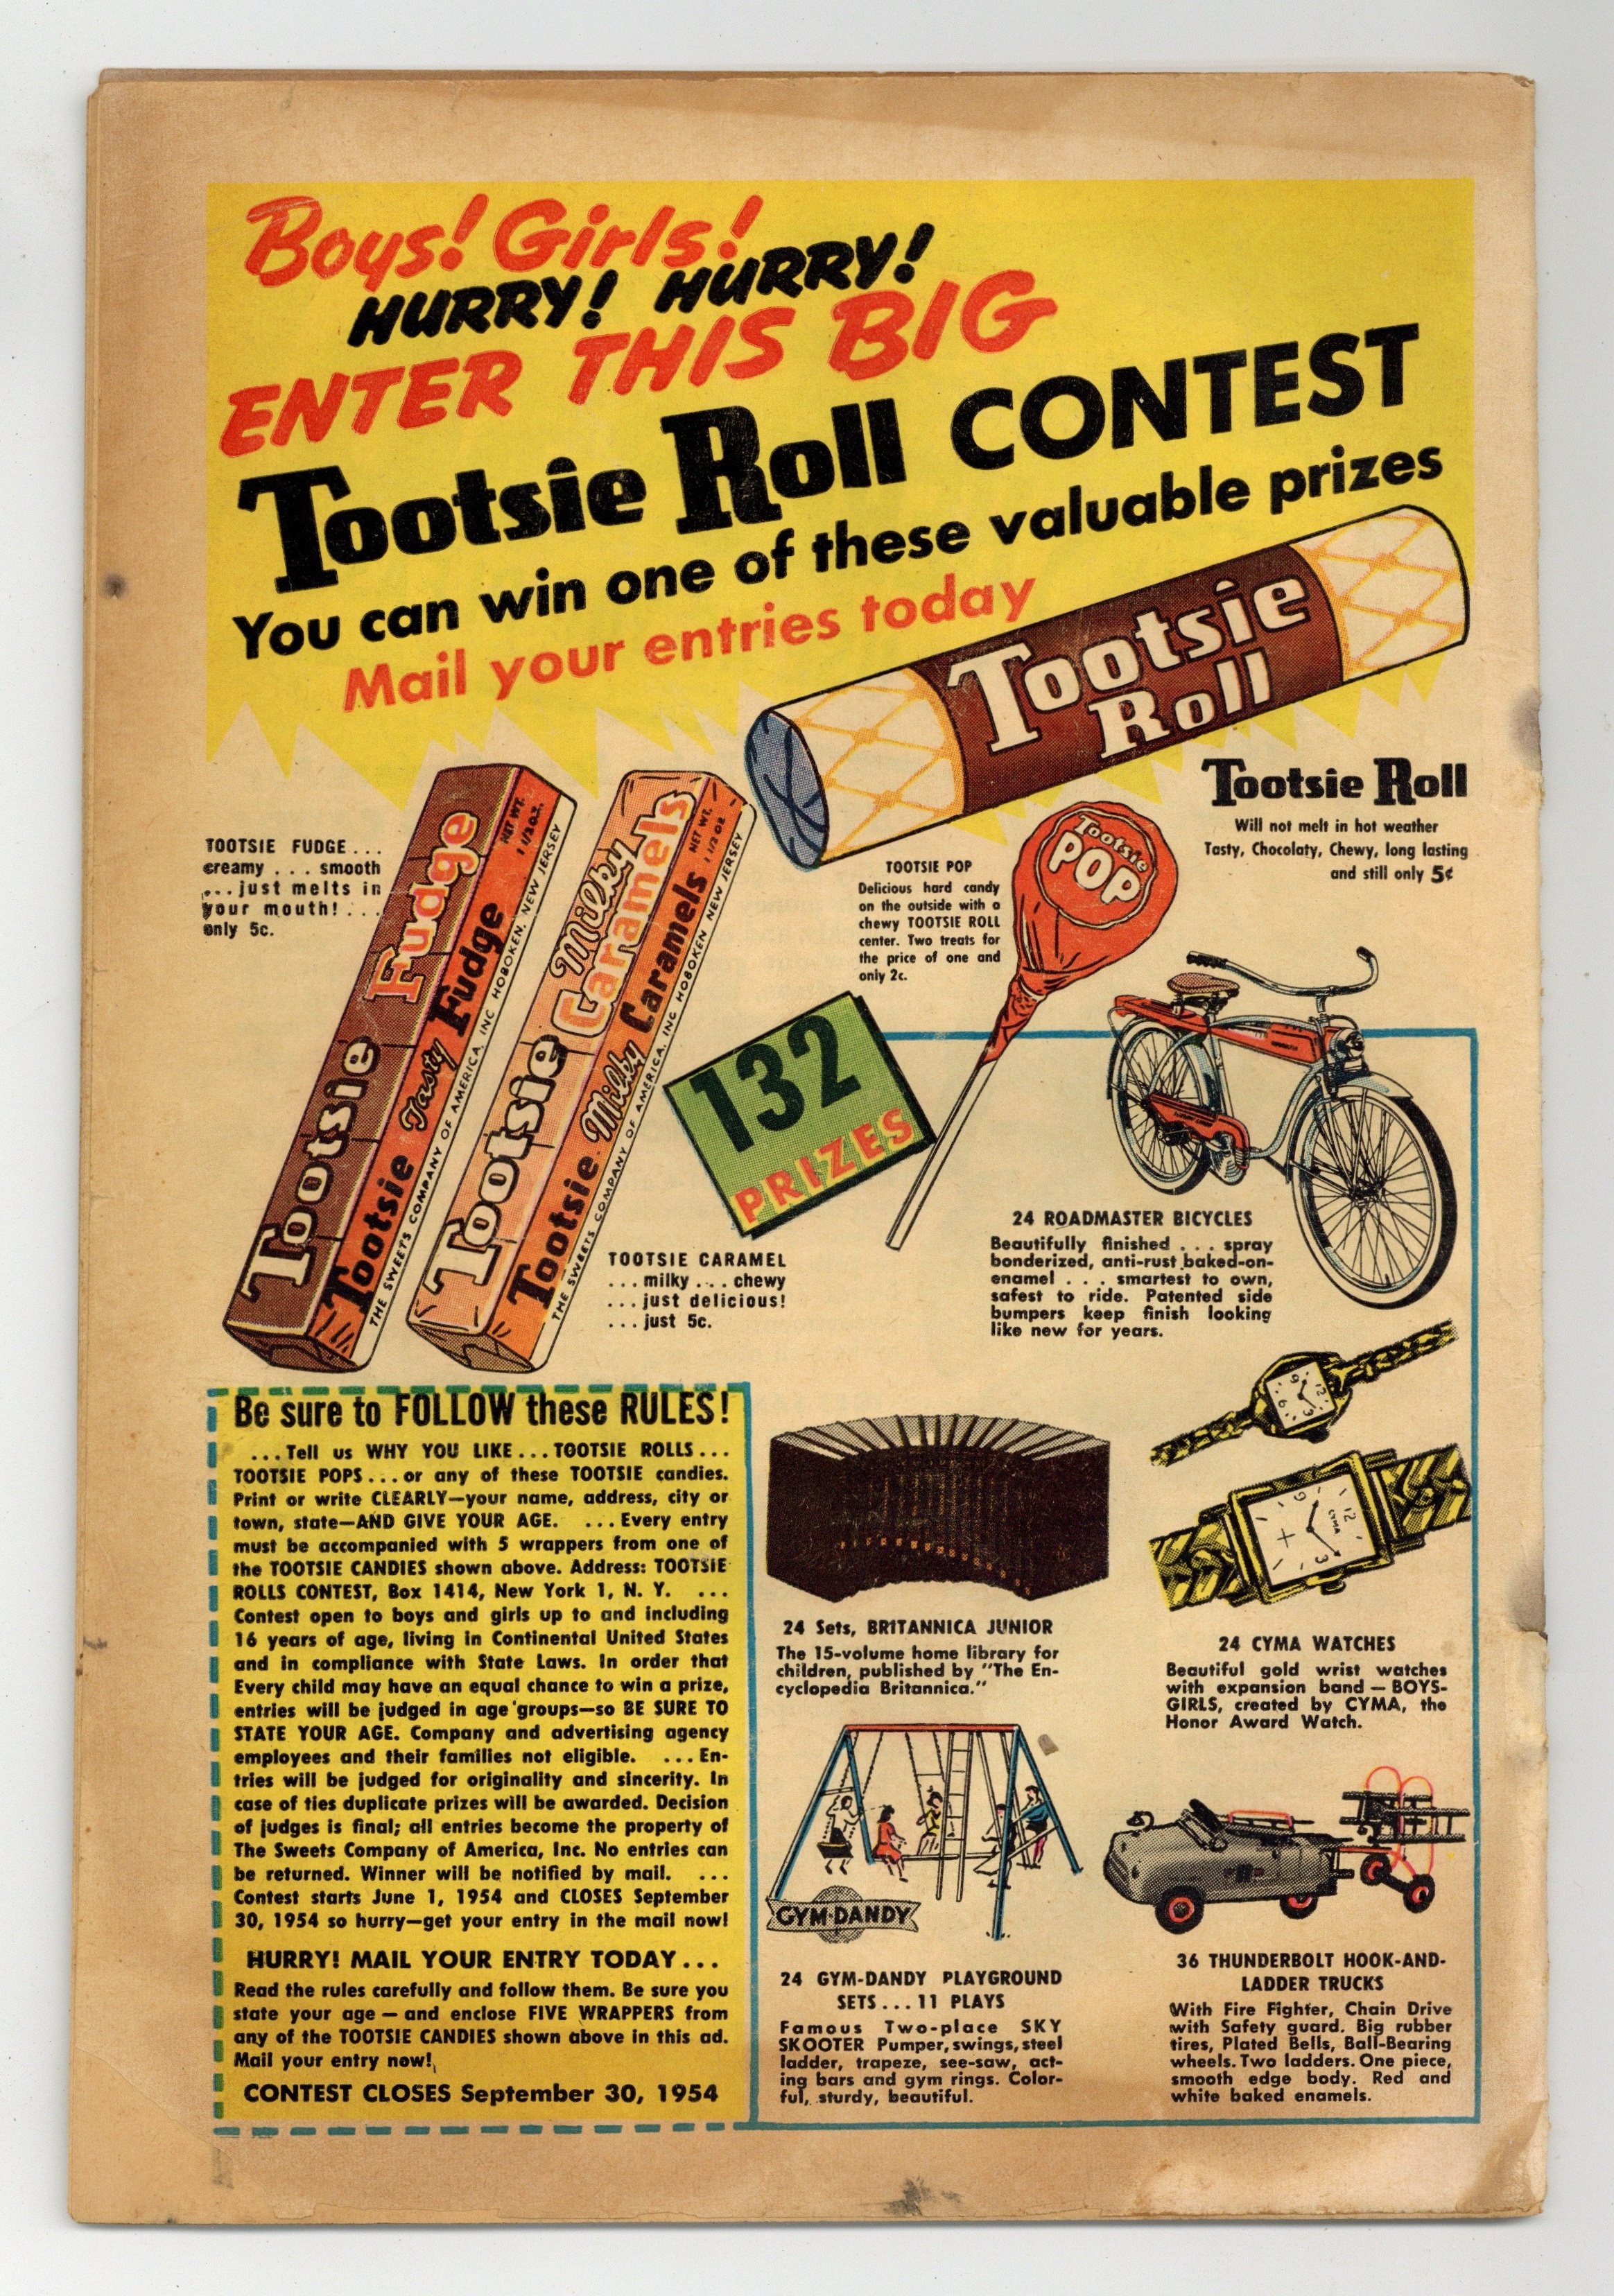 Boys! Girls!
HURRY! HURRY!
ENTER THIS BIG
Tootsie Roll CONTEST
You can win one of these valuable prizes
Mail your entries today
Tootsie
Roll
Tootsie Roll
Will not melt in hot weather
Tasty, Chocolaty, Chewy, long lasting
and still only 5¢
TOOTSIE FUDGE...
creamy . . . smooth
...just melts in
your mouth! . . .
only 5c.
Tootsie Fudge
NET WT.
1 1/2 OZ.
Tootsie Tasty Fudge
THE SWEETS COMPANY OF AMERICA, INC HOBOKEN, NEW JERSEY
Tootsie Milky Caramels
NET WT.
1 1/2 OZ
Tootsie Milky Caramels
THE SWEETS COMPANY OF AMERICA, INC HOBOKEN NEW JERSEY
TOOTSIE POP
Delicious hard candy
on the outside with a
chewy TOOTSIE ROLL
center. Two treats for
the price of one and
only 2c.
Tootsie
POP
132
PRIZES
TOOTSIE CARAMEL
. . . milky . . . chewy
. . . just delicious!
. . . just 5c.
24 ROADMASTER BICYCLES
Beautifully finished . . . spray
bonderized, anti-rust baked-on-
enamel . . . smartest to own,
safest to ride. Patented side
bumpers keep finish looking
like new for years.
Be sure to FOLLOW these RULES!
...Tell us WHY YOU LIKE...TOOTSIE ROLLS...
TOOTSIE POPS...or any of these TOOTSIE candies.
Print or write CLEARLY—your name, address, city or
town, state—AND GIVE YOUR AGE. ...Every entry
must be accompanied with 5 wrappers from one of
the TOOTSIE CANDIES shown above. Address: TOOTSIE
ROLLS CONTEST, Box 1414, New York 1, N. Y. ...
Contest open to boys and girls up to and including
16 years of age, living in Continental United States
and in compliance with State Laws. In order that
Every child may have an equal chance to win a prize,
entries will be judged in age groups—so BE SURE TO
STATE YOUR AGE. Company and advertising agency
employees and their families not eligible. ...En-
tries will be judged for originality and sincerity. In
case of ties duplicate prizes will be awarded. Decision
of judges is final; all entries become the property of
The Sweets Company of America, Inc. No entries can
be returned. Winner will be notified by mail. ...
Contest starts June 1, 1954 and CLOSES September
30, 1954 so hurry—get your entry in the mail now!
HURRY! MAIL YOUR ENTRY TODAY...
Read the rules carefully and follow them. Be sure you
state your age — and enclose FIVE WRAPPERS from
any of the TOOTSIE CANDIES shown above in this ad.
Mail your entry now!
CONTEST CLOSES September 30, 1954
24 Sets, BRITANNICA JUNIOR
The 15-volume home library for
children, published by "The En-
cyclopedia Britannica."
CYMA
24 CYMA WATCHES
Beautiful gold wrist watches
with expansion band — BOYS-
GIRLS, created by CYMA, the
Honor Award Watch.
GYM-DANDY
24 GYM-DANDY PLAYGROUND
SETS...11 PLAYS
Famous Two-place SKY
SKOOTER Pumper, swings, steel
ladder, trapeze, see-saw, act-
ing bars and gym rings. Color-
ful, sturdy, beautiful.
36 THUNDERBOLT HOOK-AND-
LADDER TRUCKS
With Fire Fighter, Chain Drive
with Safety guard. Big rubber
tires, Plated Bells, Ball-Bearing
wheels. Two ladders. One piece,
smooth edge body. Red and
white baked enamels.